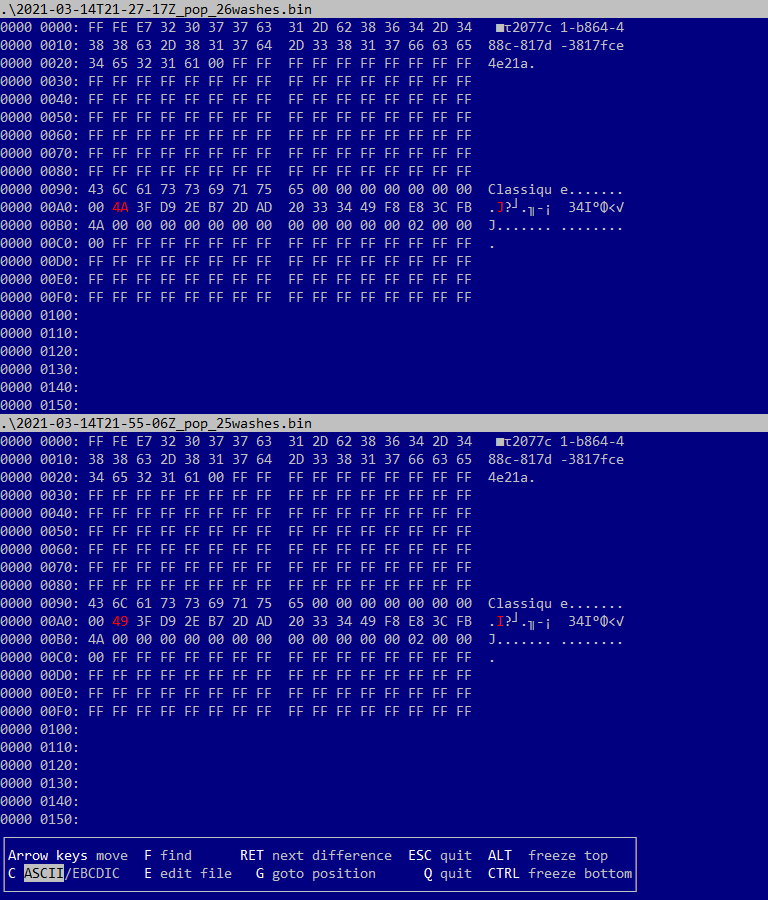 .\2021-03-14T21-27-17Z_pop_26washes.bin
0000 0000: FF FE E7 32 30 37 37 63  31 2D 62 38 36 34 2D 34   ■τ2077c 1-b864-4
0000 0010: 38 38 63 2D 38 31 37 64  2D 33 38 31 37 66 63 65  88c-817d -3817fce
0000 0020: 34 65 32 31 61 00 FF FF  FF FF FF FF FF FF FF FF  4e21a.
0000 0030: FF FF FF FF FF FF FF FF  FF FF FF FF FF FF FF FF
0000 0040: FF FF FF FF FF FF FF FF  FF FF FF FF FF FF FF FF
0000 0050: FF FF FF FF FF FF FF FF  FF FF FF FF FF FF FF FF
0000 0060: FF FF FF FF FF FF FF FF  FF FF FF FF FF FF FF FF
0000 0070: FF FF FF FF FF FF FF FF  FF FF FF FF FF FF FF FF
0000 0080: FF FF FF FF FF FF FF FF  FF FF FF FF FF FF FF FF
0000 0090: 43 6C 61 73 73 69 71 75  65 00 00 00 00 00 00 00  Classiqu e.......
0000 00A0: 00 4A 3F D9 2E B7 2D AD  20 33 34 49 F8 E8 3C FB  .J?┘.╖-¡  34I°Φ<√
0000 00B0: 4A 00 00 00 00 00 00 00  00 00 00 00 00 02 00 00  J....... ........
0000 00C0: 00 FF FF FF FF FF FF FF  FF FF FF FF FF FF FF FF  .
0000 00D0: FF FF FF FF FF FF FF FF  FF FF FF FF FF FF FF FF
0000 00E0: FF FF FF FF FF FF FF FF  FF FF FF FF FF FF FF FF
0000 00F0: FF FF FF FF FF FF FF FF  FF FF FF FF FF FF FF FF
0000 0100:
0000 0110:
0000 0120:
0000 0130:
0000 0140:
0000 0150:
.\2021-03-14T21-55-06Z_pop_25washes.bin
0000 0000: FF FE E7 32 30 37 37 63  31 2D 62 38 36 34 2D 34   ■τ2077c 1-b864-4
0000 0010: 38 38 63 2D 38 31 37 64  2D 33 38 31 37 66 63 65  88c-817d -3817fce
0000 0020: 34 65 32 31 61 00 FF FF  FF FF FF FF FF FF FF FF  4e21a.
0000 0030: FF FF FF FF FF FF FF FF  FF FF FF FF FF FF FF FF
0000 0040: FF FF FF FF FF FF FF FF  FF FF FF FF FF FF FF FF
0000 0050: FF FF FF FF FF FF FF FF  FF FF FF FF FF FF FF FF
0000 0060: FF FF FF FF FF FF FF FF  FF FF FF FF FF FF FF FF
0000 0070: FF FF FF FF FF FF FF FF  FF FF FF FF FF FF FF FF
0000 0080: FF FF FF FF FF FF FF FF  FF FF FF FF FF FF FF FF
0000 0090: 43 6C 61 73 73 69 71 75  65 00 00 00 00 00 00 00  Classiqu e.......
0000 00A0: 00 49 3F D9 2E B7 2D AD  20 33 34 49 F8 E8 3C FB  .I?┘.╖-¡  34I°Φ<√
0000 00B0: 4A 00 00 00 00 00 00 00  00 00 00 00 00 02 00 00  J....... ........
0000 00C0: 00 FF FF FF FF FF FF FF  FF FF FF FF FF FF FF FF  .
0000 00D0: FF FF FF FF FF FF FF FF  FF FF FF FF FF FF FF FF
0000 00E0: FF FF FF FF FF FF FF FF  FF FF FF FF FF FF FF FF
0000 00F0: FF FF FF FF FF FF FF FF  FF FF FF FF FF FF FF FF
0000 0100:
0000 0110:
0000 0120:
0000 0130:
0000 0140:
0000 0150:
Arrow keys move  F find      RET next difference  ESC quit  ALT  freeze top
C ASCII/EBCDIC   E edit file   G goto position      Q quit  CTRL freeze bottom